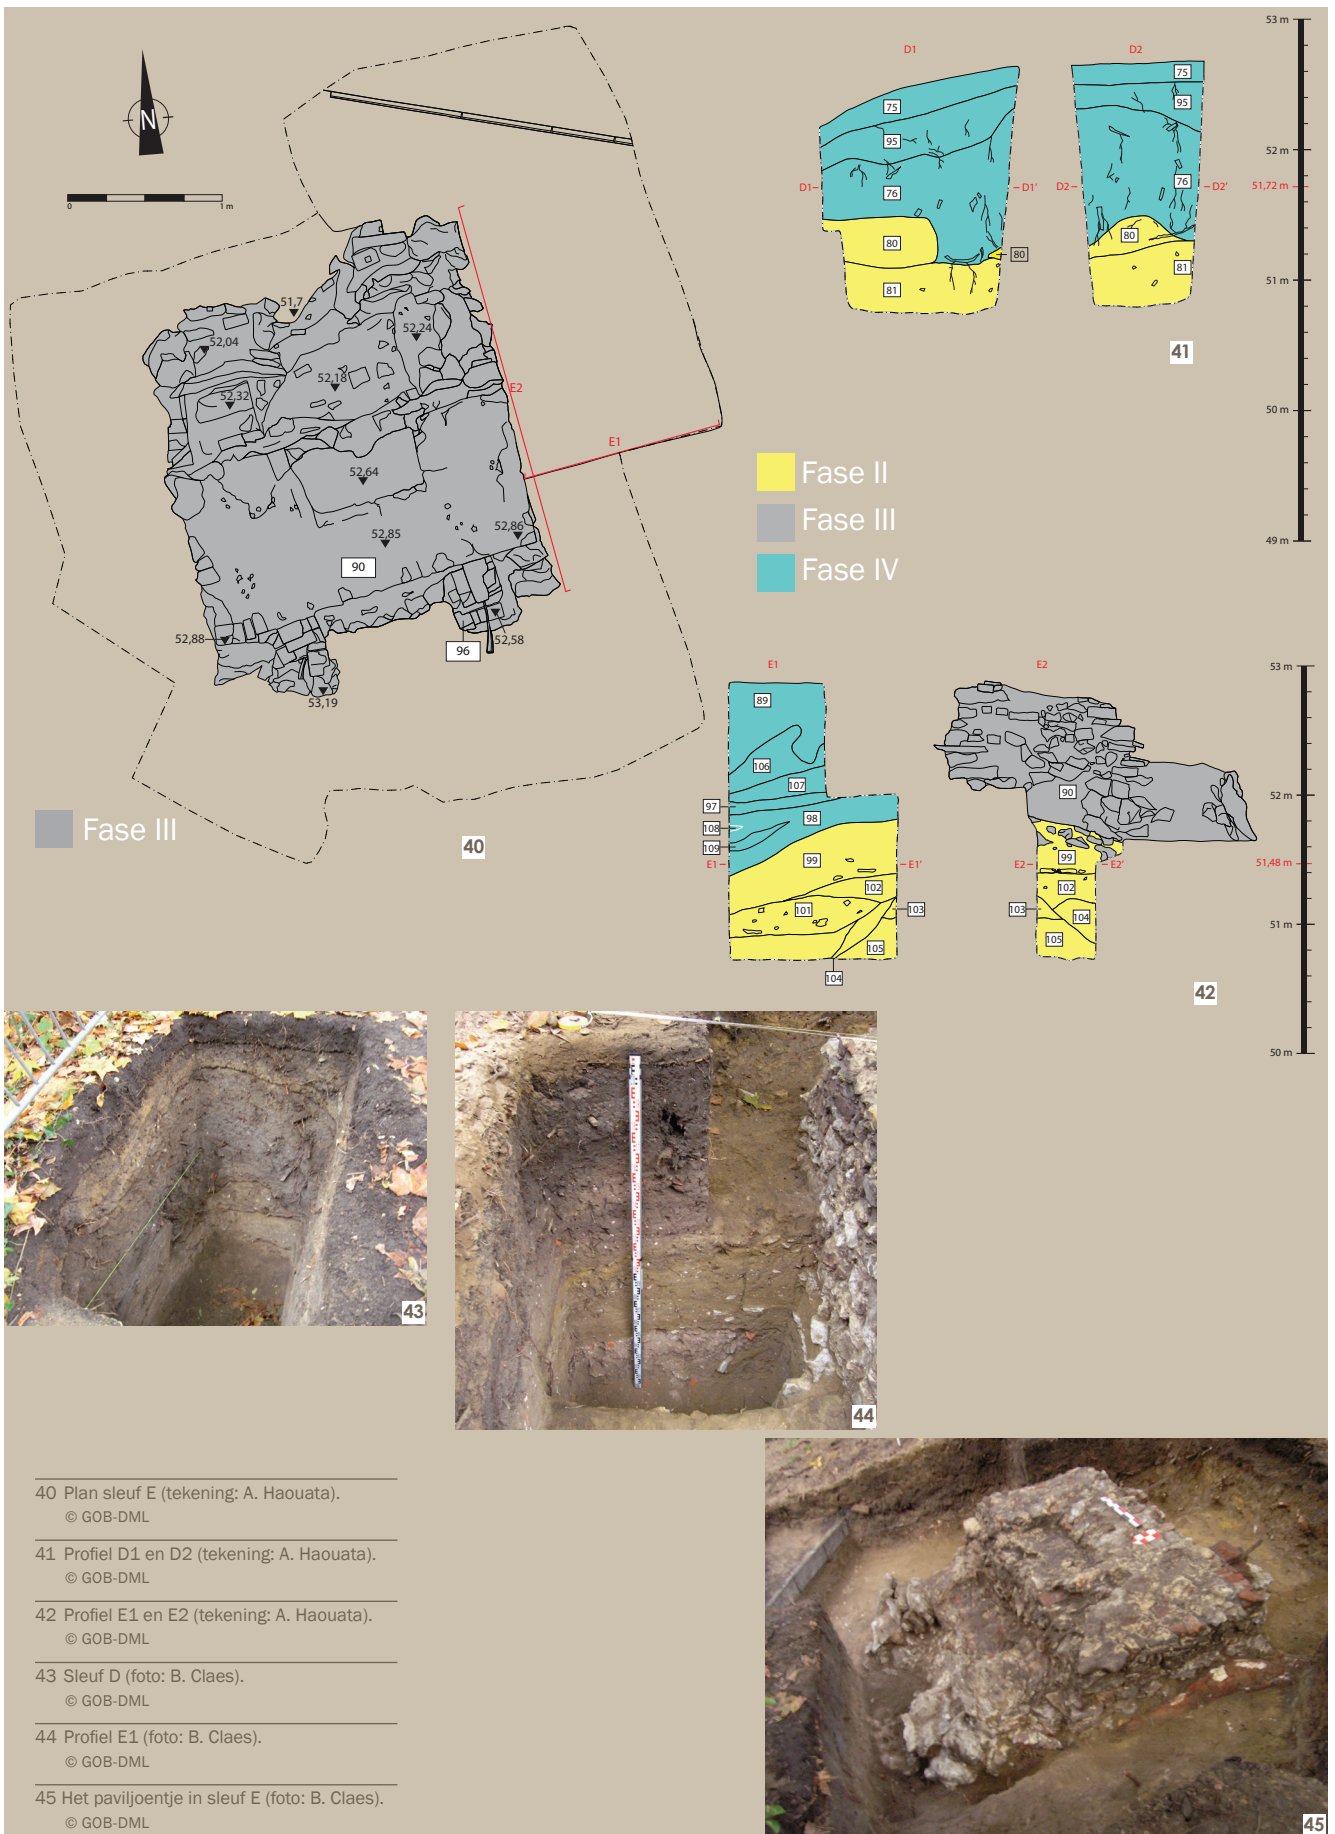 N
0
1 m
51,7
52,04
52,24
52,18
52,32
E2
E1
52,64
52,86
52,85
90
52,88
52,58
96
53,19
Fase III
40
D1
D2
53 m
75
75
95
95
52 m
76
76
D1
D1'
D2
D2'
51,72 m
80
80
80
81
81
51 m
41
50 m
49 m
Fase II
Fase III
Fase IV
E1
E2
53 m
89
106
107
97
98
108
109
99
E1
E1'
102
101
103
105
104
90
52 m
99
E2
E2'
51,48 m
102
103
104
105
51 m
42
50 m
43
44
45
40 Plan sleuf E (tekening: A. Haouata).
© GOB-DML
41 Profiel D1 en D2 (tekening: A. Haouata).
© GOB-DML
42 Profiel E1 en E2 (tekening: A. Haouata).
© GOB-DML
43 Sleuf D (foto: B. Claes).
© GOB-DML
44 Profiel E1 (foto: B. Claes).
© GOB-DML
45 Het paviljoentje in sleuf E (foto: B. Claes).
© GOB-DML